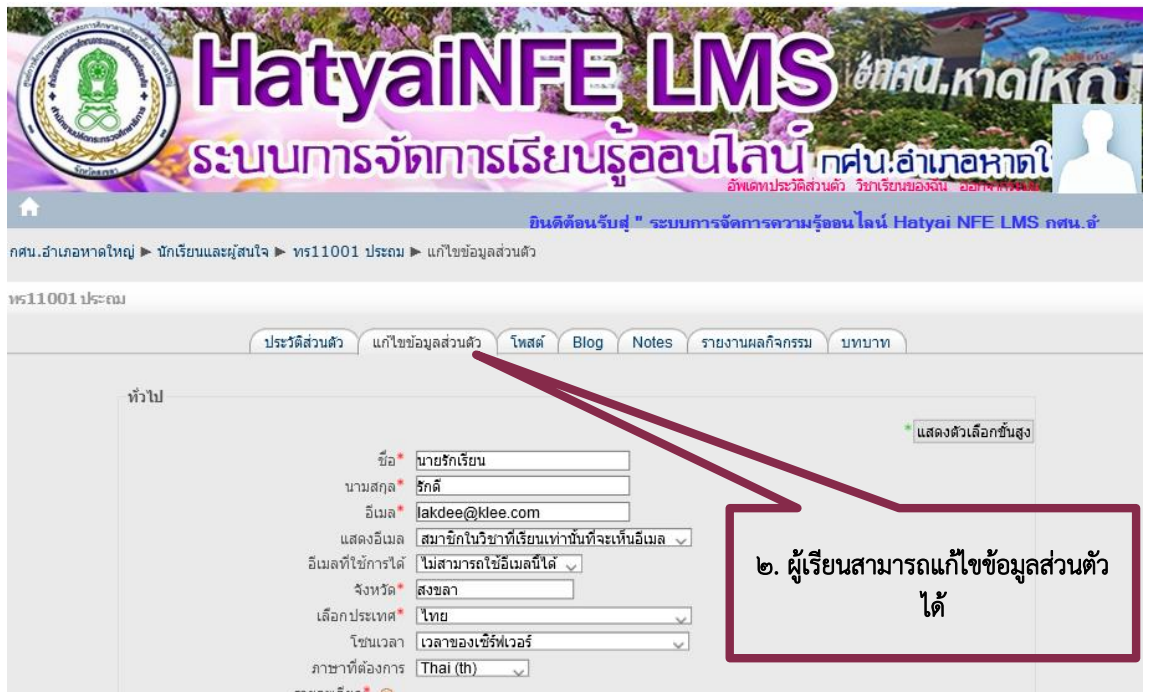 HatyaiNFE LMS
กศน.หาดใหญ่
ระบบการจัดการเรียนรู้ออนไลน์ กศน.อำเภอหาดใ
อัพเดทประวัติส่วนตัว วิชาเรียนของฉัน ออกจากระบบ
ยินดีต้อนรับสู่ " ระบบการจัดการความรู้ออนไลน์ Hatyai NFE LMS กศน.อำ
กศน.อำเภอหาดใหญ่ ► นักเรียนและผู้สนใจ ► ทร11001 ประถม ► แก้ไขข้อมูลส่วนตัว
ทร11001 ประถม
ประวัติส่วนตัว แก้ไขข้อมูลส่วนตัว โพสต์ Blog Notes รายงานผลกิจกรรม บทบาท
ทั่วไป
* แสดงตัวเลือกขั้นสูง
ชื่อ* นายรักเรียน
นามสกุล* รักดี
อีเมล* lakdee@klee.com
แสดงอีเมล สมาชิกในวิชาที่เรียนเท่านั้นที่จะเห็นอีเมล
อีเมลที่ใช้การได้ ไม่สามารถใช้อีเมลนี้ได้
จังหวัด* สงขลา
เลือกประเทศ* ไทย
โซนเวลา เวลาของเซิร์ฟเวอร์
ภาษาที่ต้องการ Thai (th)
๒. ผู้เรียนสามารถแก้ไขข้อมูลส่วนตัว
ได้